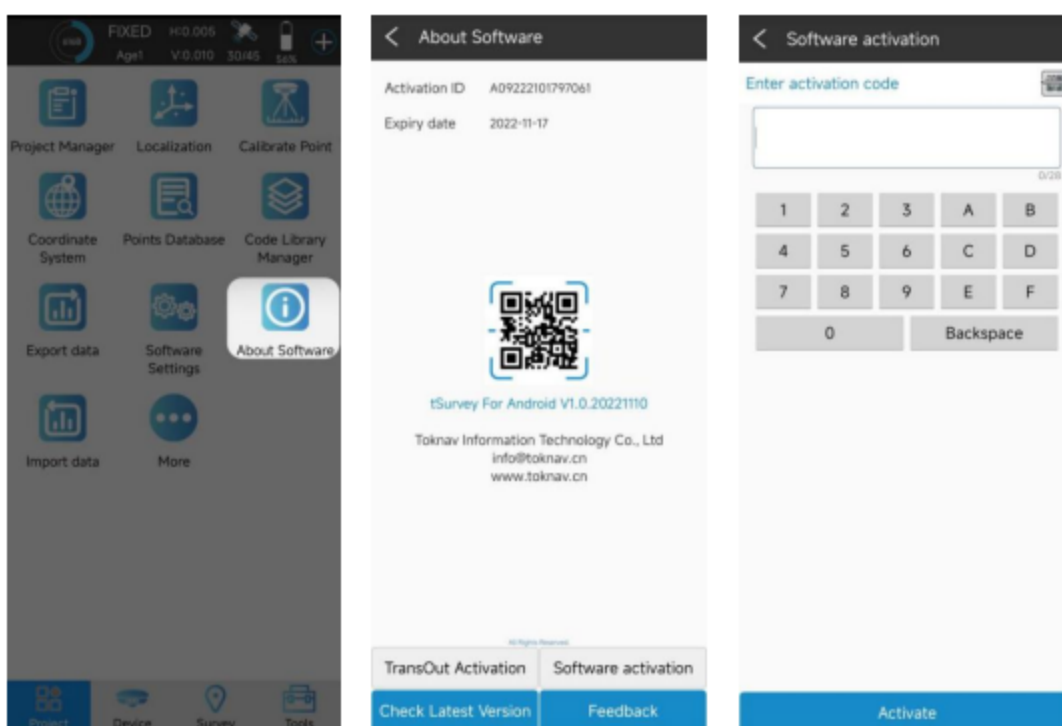 FIXED H:0.005
Age1 V:0.010 30/45 56%
Project Manager Localization Calibrate Point
Coordinate System Points Database Code Library Manager
Export data Software Settings About Software
Import data More
Project Device Survey Tools
About Software
Activation ID A09222101797061
Expiry date 2022-11-17
tSurvey For Android V1.0.20221110
Toknav Information Technology Co., Ltd
info@toknav.cn
www.toknav.cn
All Rights Reserved.
TransOut Activation Software activation
Check Latest Version Feedback
Software activation
Enter activation code
0/28
1 2 3 A B
4 5 6 C D
7 8 9 E F
0 Backspace
Activate